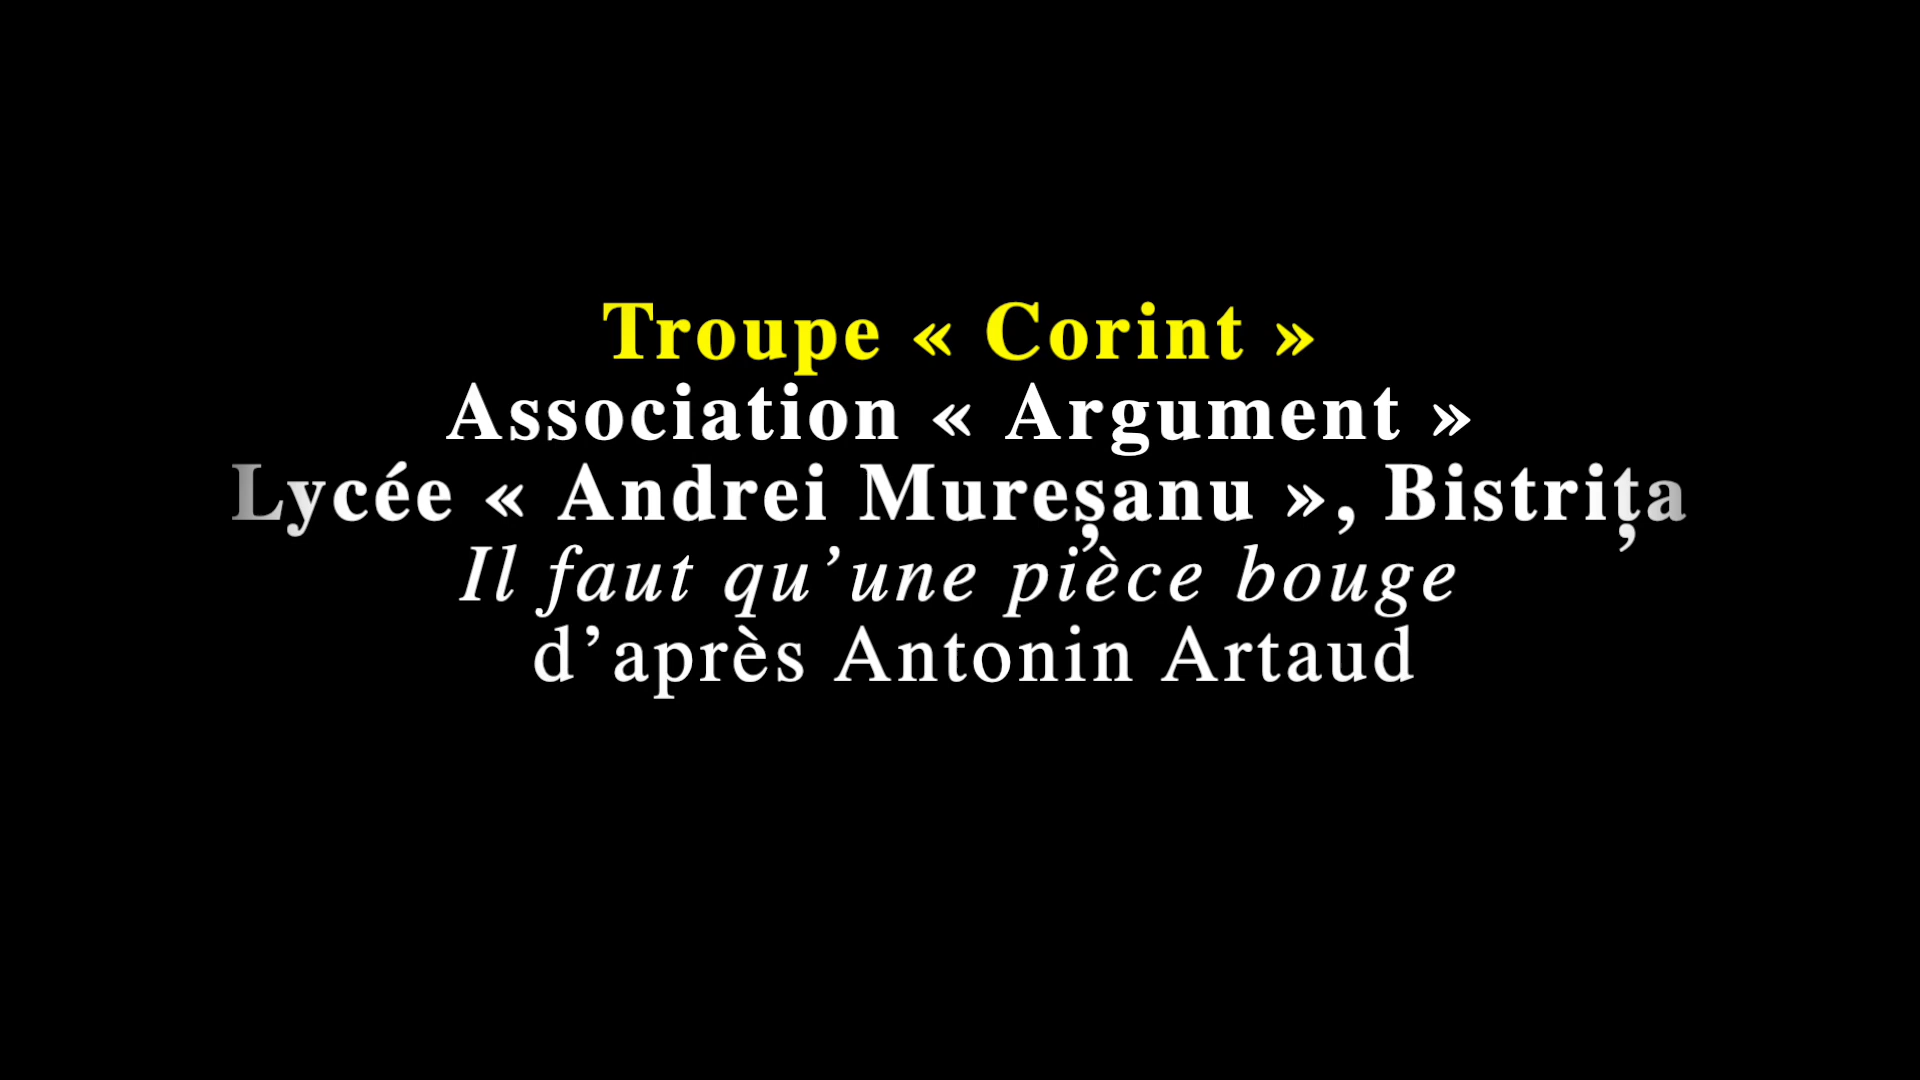 Troupe « Corint »
Association « Argument »
Lycée « Andrei Mureșanu », Bistrița
Il faut qu’une pièce bouge
d’après Antonin Artaud